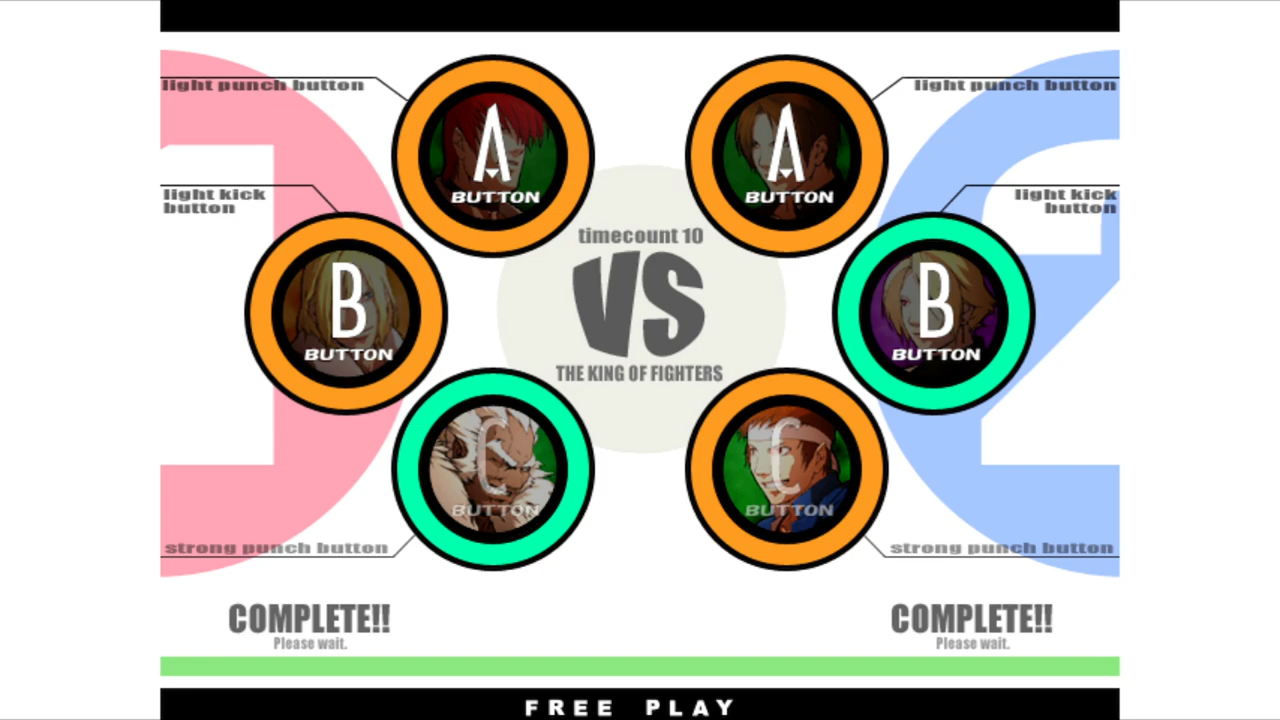 light punch button
A
BUTTON
A
BUTTON
light punch button
1
2
light kick
button
B
BUTTON
timecount 10
VS
THE KING OF FIGHTERS
light kick
button
B
BUTTON
C
BUTTON
C
BUTTON
strong punch button
strong punch button
COMPLETE!!
Please wait.
COMPLETE!!
Please wait.
FREE PLAY